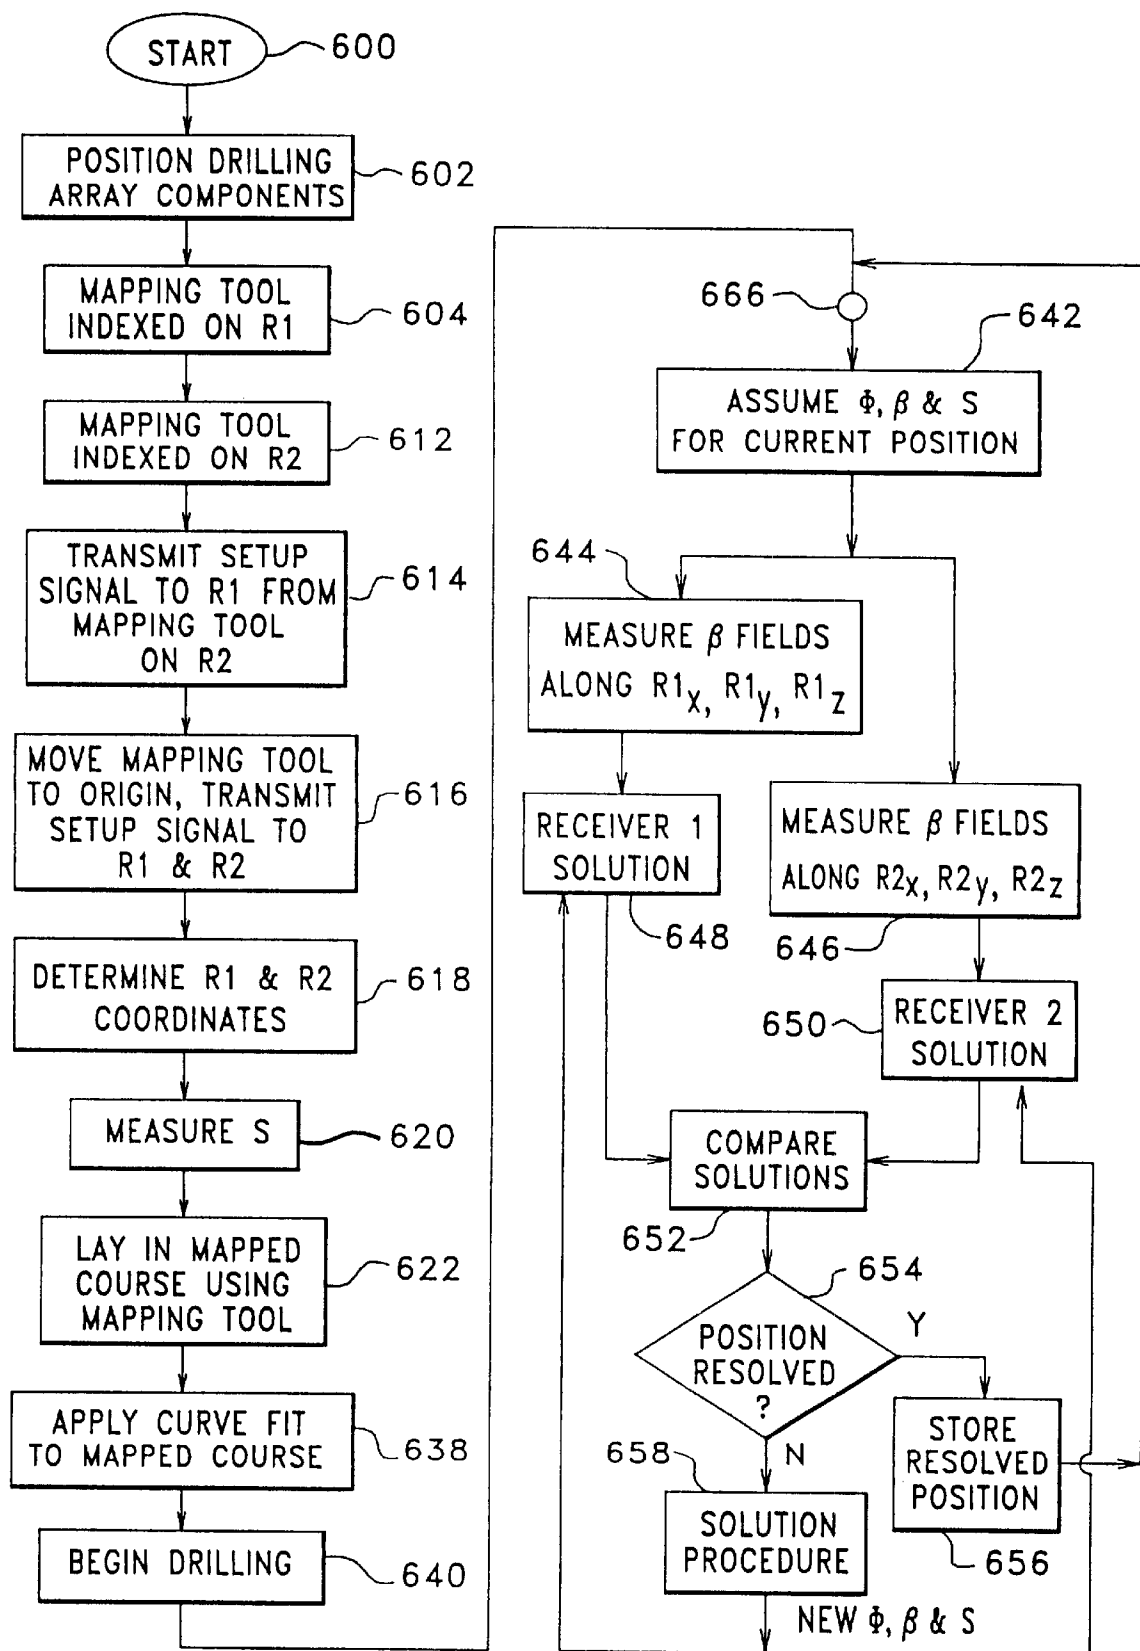 START
600
POSITION DRILLING
ARRAY COMPONENTS
602
MAPPING TOOL
INDEXED ON R1
604
MAPPING TOOL
INDEXED ON R2
612
TRANSMIT SETUP
SIGNAL TO R1 FROM
MAPPING TOOL
ON R2
614
MOVE MAPPING TOOL
TO ORIGIN, TRANSMIT
SETUP SIGNAL TO
R1 & R2
616
DETERMINE R1 & R2
COORDINATES
618
MEASURE S
620
LAY IN MAPPED
COURSE USING
MAPPING TOOL
622
APPLY CURVE FIT
TO MAPPED COURSE
638
BEGIN DRILLING
640
666
642
ASSUME Φ, β & S
FOR CURRENT POSITION
644
MEASURE β FIELDS
ALONG R1x, R1y, R1z
RECEIVER 1
SOLUTION
648
MEASURE β FIELDS
ALONG R2x, R2y, R2z
646
650
RECEIVER 2
SOLUTION
COMPARE
SOLUTIONS
652
654
POSITION
RESOLVED
?
Y
N
STORE
RESOLVED
POSITION
656
658
SOLUTION
PROCEDURE
NEW Φ, β & S